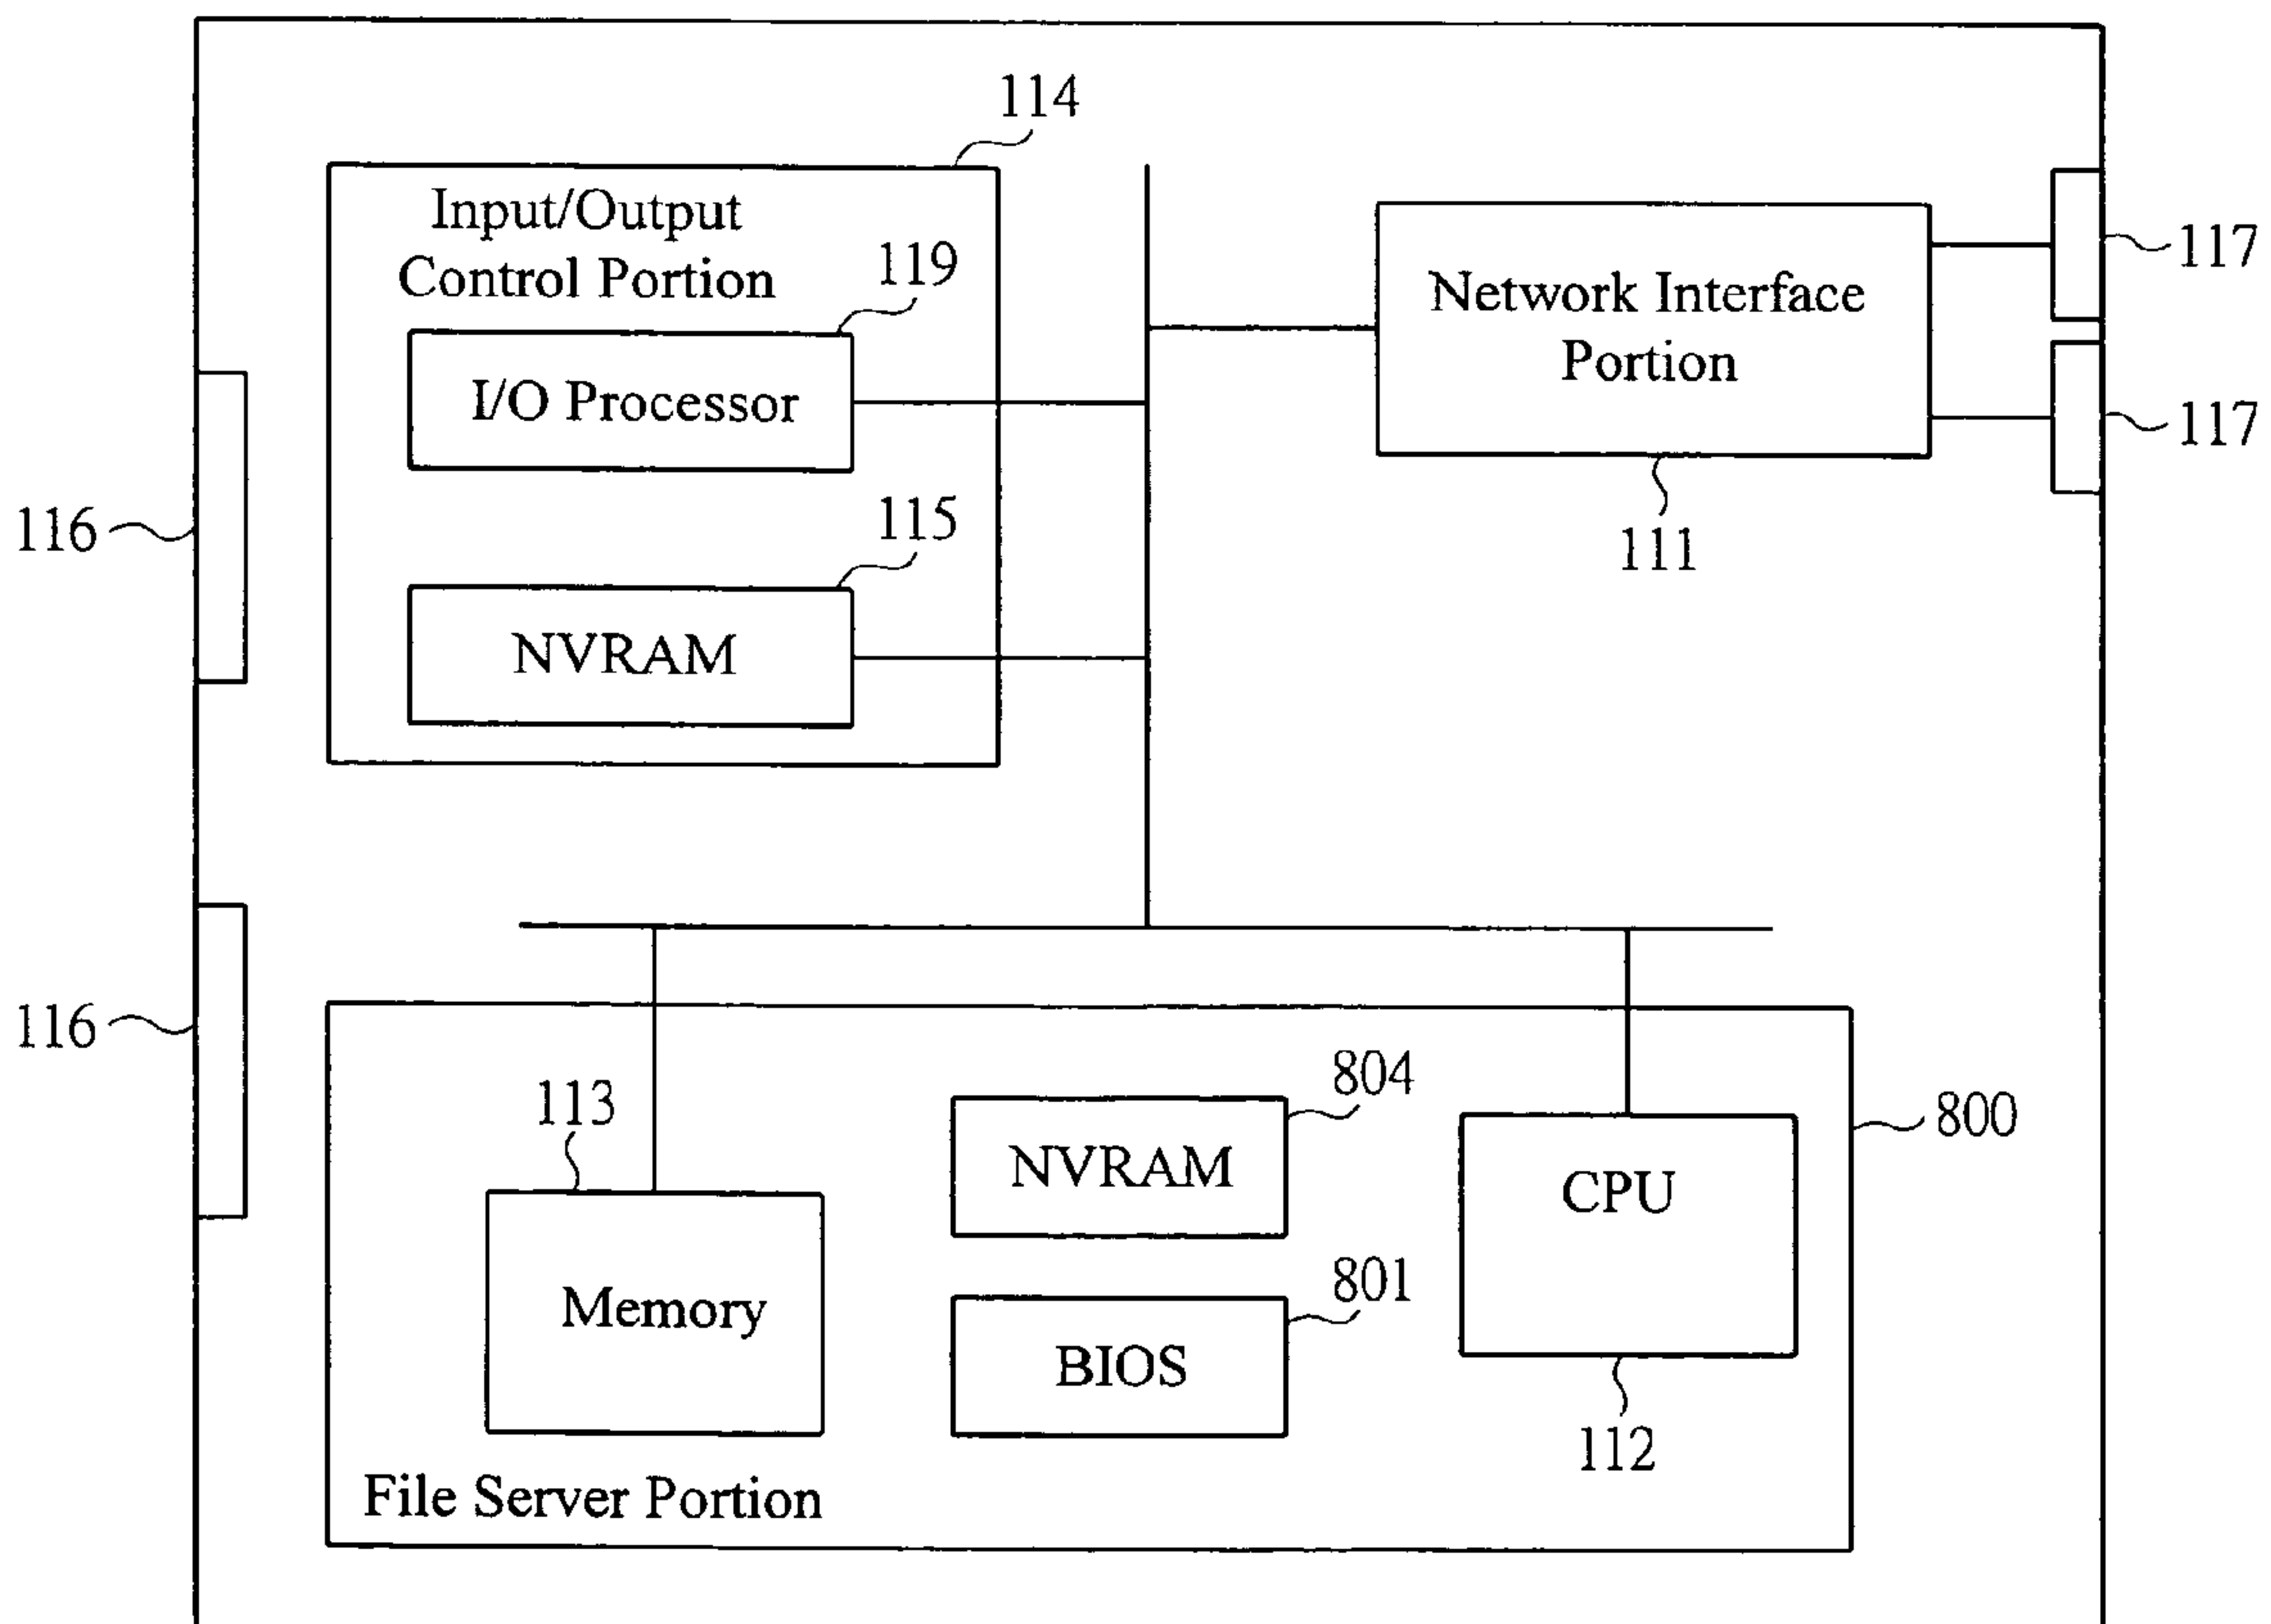 114
Input/Output
Control Portion
119
I/O Processor
115
NVRAM
Network Interface
Portion
111
117
117
116
116
113
Memory
804
NVRAM
801
BIOS
CPU
112
800
File Server Portion